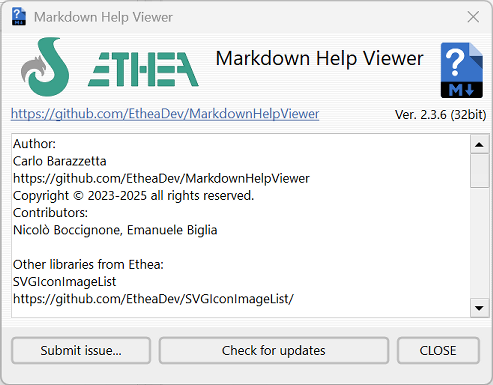 Markdown Help Viewer
ETHEA
Markdown Help Viewer
?
M↓
https://github.com/EtheaDev/MarkdownHelpViewer
Ver. 2.3.6 (32bit)
Author:
Carlo Barazzetta
https://github.com/EtheaDev/MarkdownHelpViewer
Copyright © 2023-2025 all rights reserved.
Contributors:
Nicolò Boccignone, Emanuele Biglia
Other libraries from Ethea:
SVGIconImageList
https://github.com/EtheaDev/SVGIconImageList/
Submit issue...
Check for updates
CLOSE